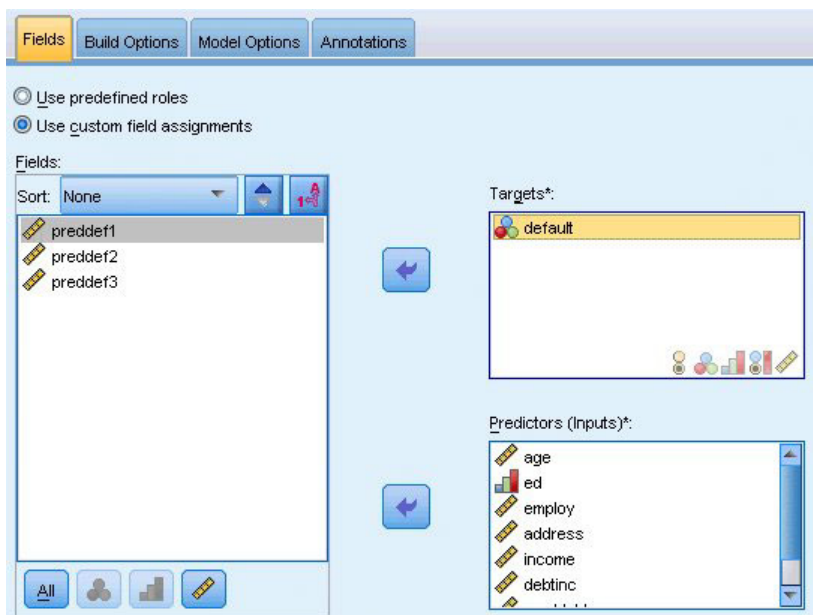 Fields
Build Options
Model Options
Annotations
Use predefined roles
Use custom field assignments
Fields:
Sort: None
preddef1
preddef2
preddef3
All
Targets*:
default
Predictors (Inputs)*:
age
ed
employ
address
income
debtinc